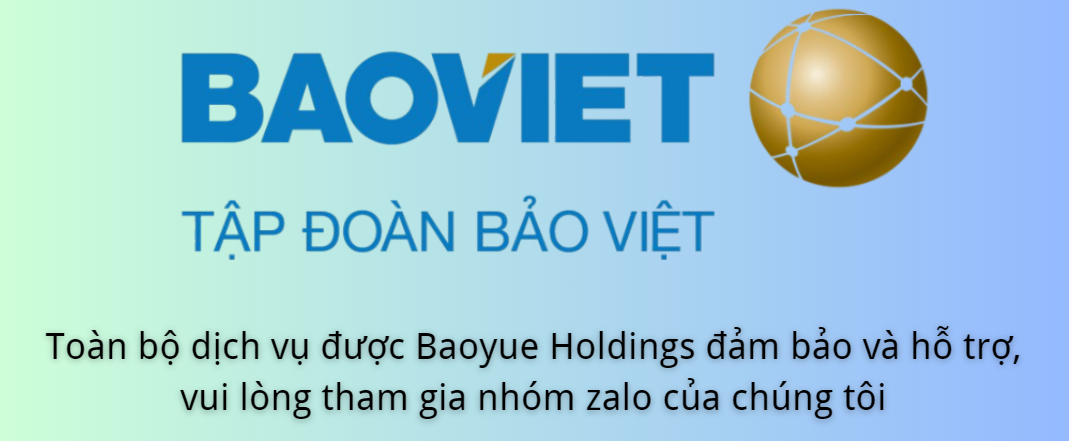 BAOVIET
TẬP ĐOÀN BẢO VIỆT
Toàn bộ dịch vụ được Baoyue Holdings đảm bảo và hỗ trợ,
vui lòng tham gia nhóm zalo của chúng tôi